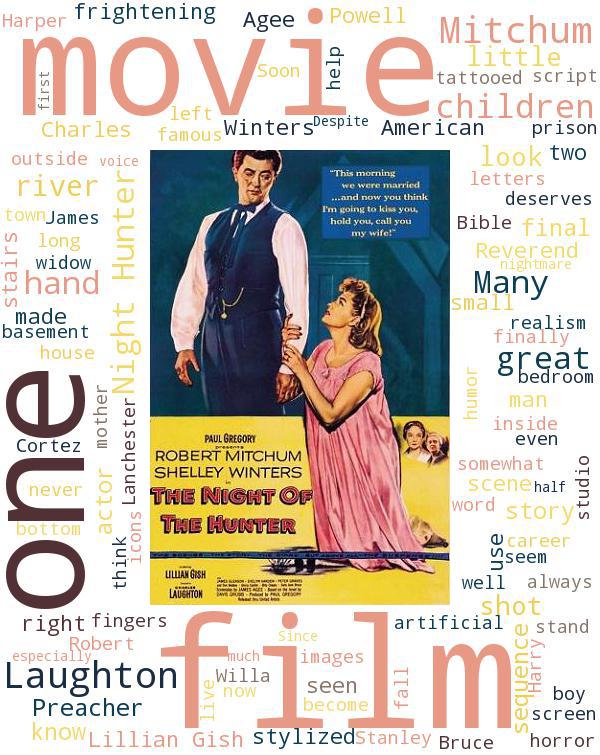 Harper frightening Agee Powell Mitchum
movie
first Soon help little
tattooed script
left children
Charles famous Winters Despite American prison
outside voice look two
river letters
deserves
town James Bible final
long Reverend
stairs widow nightmare
hand Night Hunter Many
small
made realism
basement finally
house great
bedroom
one mother humor man
inside
Cortez Lanchester even
somewhat
never actor scene half studio
icons word story
bottom career
think use seem
well always
"This morning
we were married
...and now you think
I'm going to kiss you,
hold you, call you
my wife!"
PAUL GREGORY
presents
ROBERT MITCHUM
SHELLEY WINTERS
in
THE NIGHT OF
THE HUNTER
LILLIAN GISH
CHARLES
LAUGHTON
shot
right fingers artificial stand
Robert Since
film
especially much images sequence Harry
Laughton Willa seen fall
live now boy
Preacher become screen
know Lillian Gish stylized Stanley Bruce horror